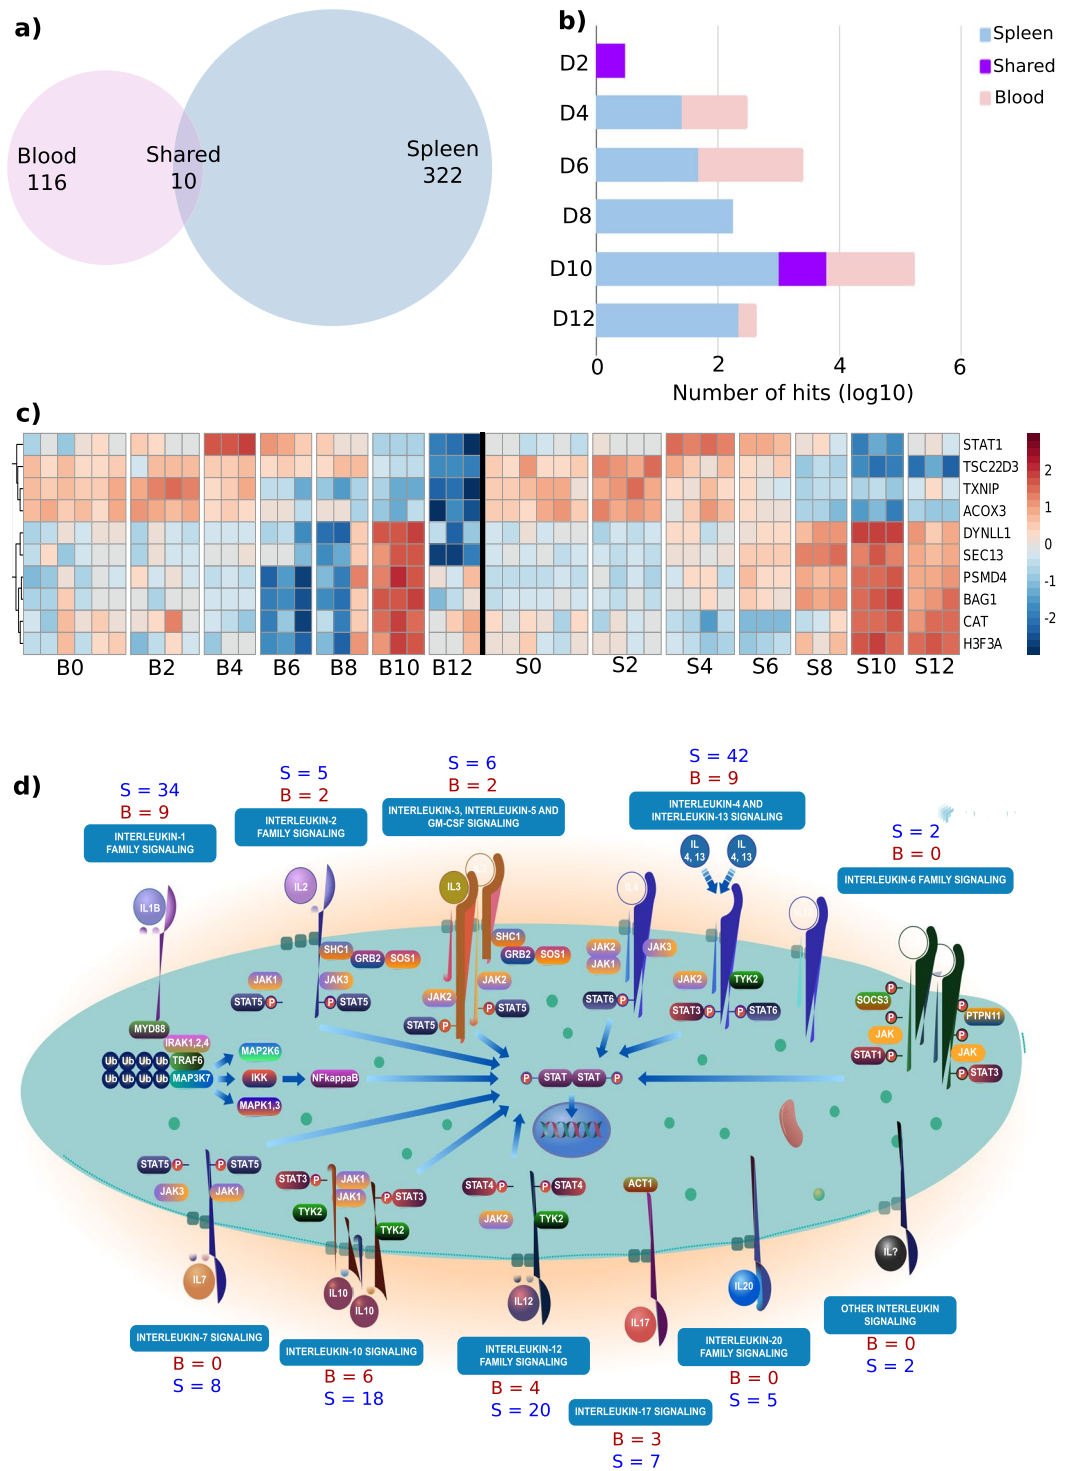 a)
Blood
116
Shared
10
Spleen
322
b)
D2
D4
D6
D8
D10
D12
0
2
4
6
Number of hits (log10)
Spleen
Shared
Blood
c)
STAT1
TSC22D3
TXNIP
ACOX3
DYNLL1
SEC13
PSMD4
BAG1
CAT
H3F3A
2
1
0
-1
-2
B0 B2 B4 B6 B8 B10 B12 S0 S2 S4 S6 S8 S10 S12
d)
S = 34
B = 9
INTERLEUKIN-1
FAMILY SIGNALING
S = 5
B = 2
INTERLEUKIN-2
FAMILY SIGNALING
S = 6
B = 2
INTERLEUKIN-3, INTERLEUKIN-5 AND
GM-CSF SIGNALING
S = 42
B = 9
INTERLEUKIN-4 AND
INTERLEUKIN-13 SIGNALING
S = 2
B = 0
INTERLEUKIN-6 FAMILY SIGNALING
IL1B
MYD88
IRAK1,2,4
Ub Ub Ub Ub TRAF6
Ub Ub Ub Ub MAP3K7
MAP2K6
IKK
MAPK1,3
NFkappaB
IL2
SHC1
GRB2 SOS1
JAK1 JAK3
STAT5 P P STAT5
IL3
SHC1
GRB2 SOS1
JAK2 JAK2
P STAT5
STAT5 P
IL4
JAK2 JAK3
JAK1
STAT6 P
IL
4, 13
IL
4, 13
JAK2 TYK2
STAT3 P P STAT6
P
SOCS3
P
JAK
STAT1 P
P
PTPN11
P
JAK
P STAT3
P STAT STAT P
STAT5 P P STAT5
JAK3 JAK1
IL7
STAT3 P JAK1
JAK1 P STAT3
TYK2
TYK2
IL10
IL10
STAT4 P P STAT4
JAK2 TYK2
IL12
ACT1
IL17
IL20
IL?
INTERLEUKIN-7 SIGNALING
B = 0
S = 8
INTERLEUKIN-10 SIGNALING
B = 6
S = 18
INTERLEUKIN-12
FAMILY SIGNALING
B = 4
S = 20
INTERLEUKIN-17 SIGNALING
B = 3
S = 7
INTERLEUKIN-20
FAMILY SIGNALING
B = 0
S = 5
OTHER INTERLEUKIN
SIGNALING
B = 0
S = 2